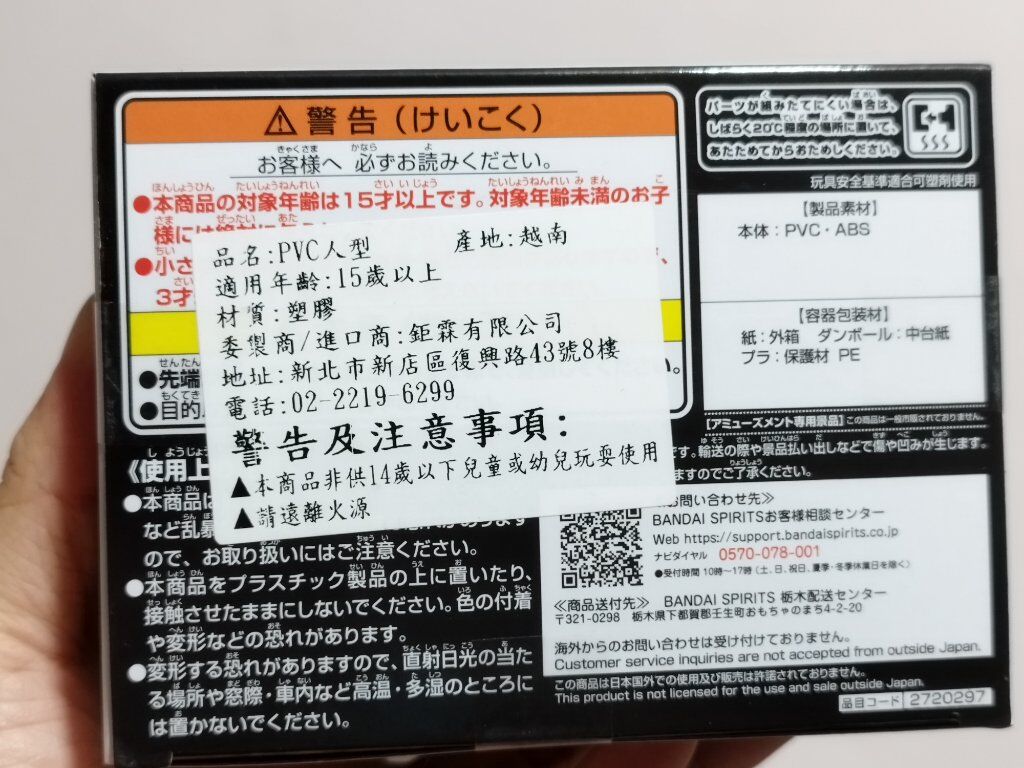 ⚠警告（けいこく）
お客様へ 必ずお読みください。
●本商品の対象年齢は15才以上です。対象年齢未満のお子
様には絶対に
●小さ
3才
●先端
●目的
い。
品名:PVC人型 產地:越南
適用年齡:15歲以上
材質:塑膠
委製商/進口商:鉅霖有限公司
地址:新北市新店區復興路43號8樓
電話:02-2219-6299
警告及注意事項:
▲本商品非供14歲以下兒童或幼兒玩耍使用
▲請遠離火源
《使用上
●本商品は
など乱暴
ので、お取り扱いにはご注意ください。
●本商品をプラスチック製品の上に置いたり、
接触させたままにしないでください。色の付着
や変形などの恐れがあります。
●変形する恐れがありますので、直射日光の当た
る場所や窓際・車内など高温・多湿のところに
は置かないでください。
パーツが組みたてにくい場合は、
しばらく20℃程度の場所に置いて、
あたためてからおためしください。
玩具安全基準適合可塑剤使用
【製品素材】
本体：PVC・ABS
【容器包装材】
紙：外箱 ダンボール：中台紙
プラ：保護材 PE
【アミューズメント専用景品】この商品は一般市販されておりません。
す。輸送の際や景品払い出しなどで傷や凹みが生じます。
ますのでご了承ください。
お問い合わせ先≫
BANDAI SPIRITSお客様相談センター
Web https://support.bandaispirits.co.jp
ナビダイヤル 0570-078-001
●受付時間 10時〜17時（土、日、祝日、夏季・冬季休業日を除く）
≪商品送付先≫ BANDAI SPIRITS 栃木配送センター
〒321-0298 栃木県下都賀郡壬生町おもちゃのまち4-2-20
海外からのお問い合わせは受け付けておりません。
Customer service inquiries are not accepted from outside Japan.
この商品は日本国外での使用及び販売は許諾されておりません。
This product is not licensed for the use and sale outside Japan.
品目コード 2720297